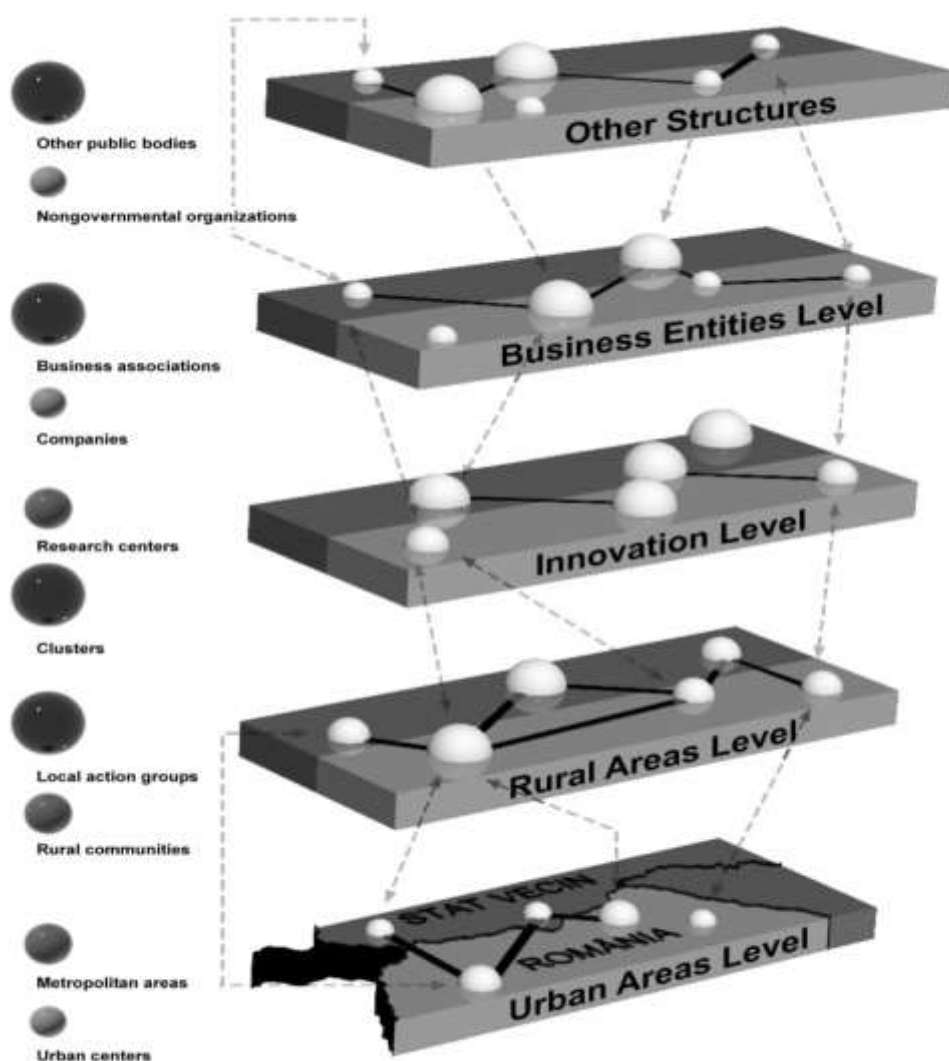 Other Structures
Other public bodies
Nongovernmental organizations
Business Entities Level
Business associations
Companies
Innovation Level
Research centers
Clusters
Rural Areas Level
Local action groups
Rural communities
STAT VECIN
ROMÂNIA
Urban Areas Level
Metropolitan areas
Urban centers